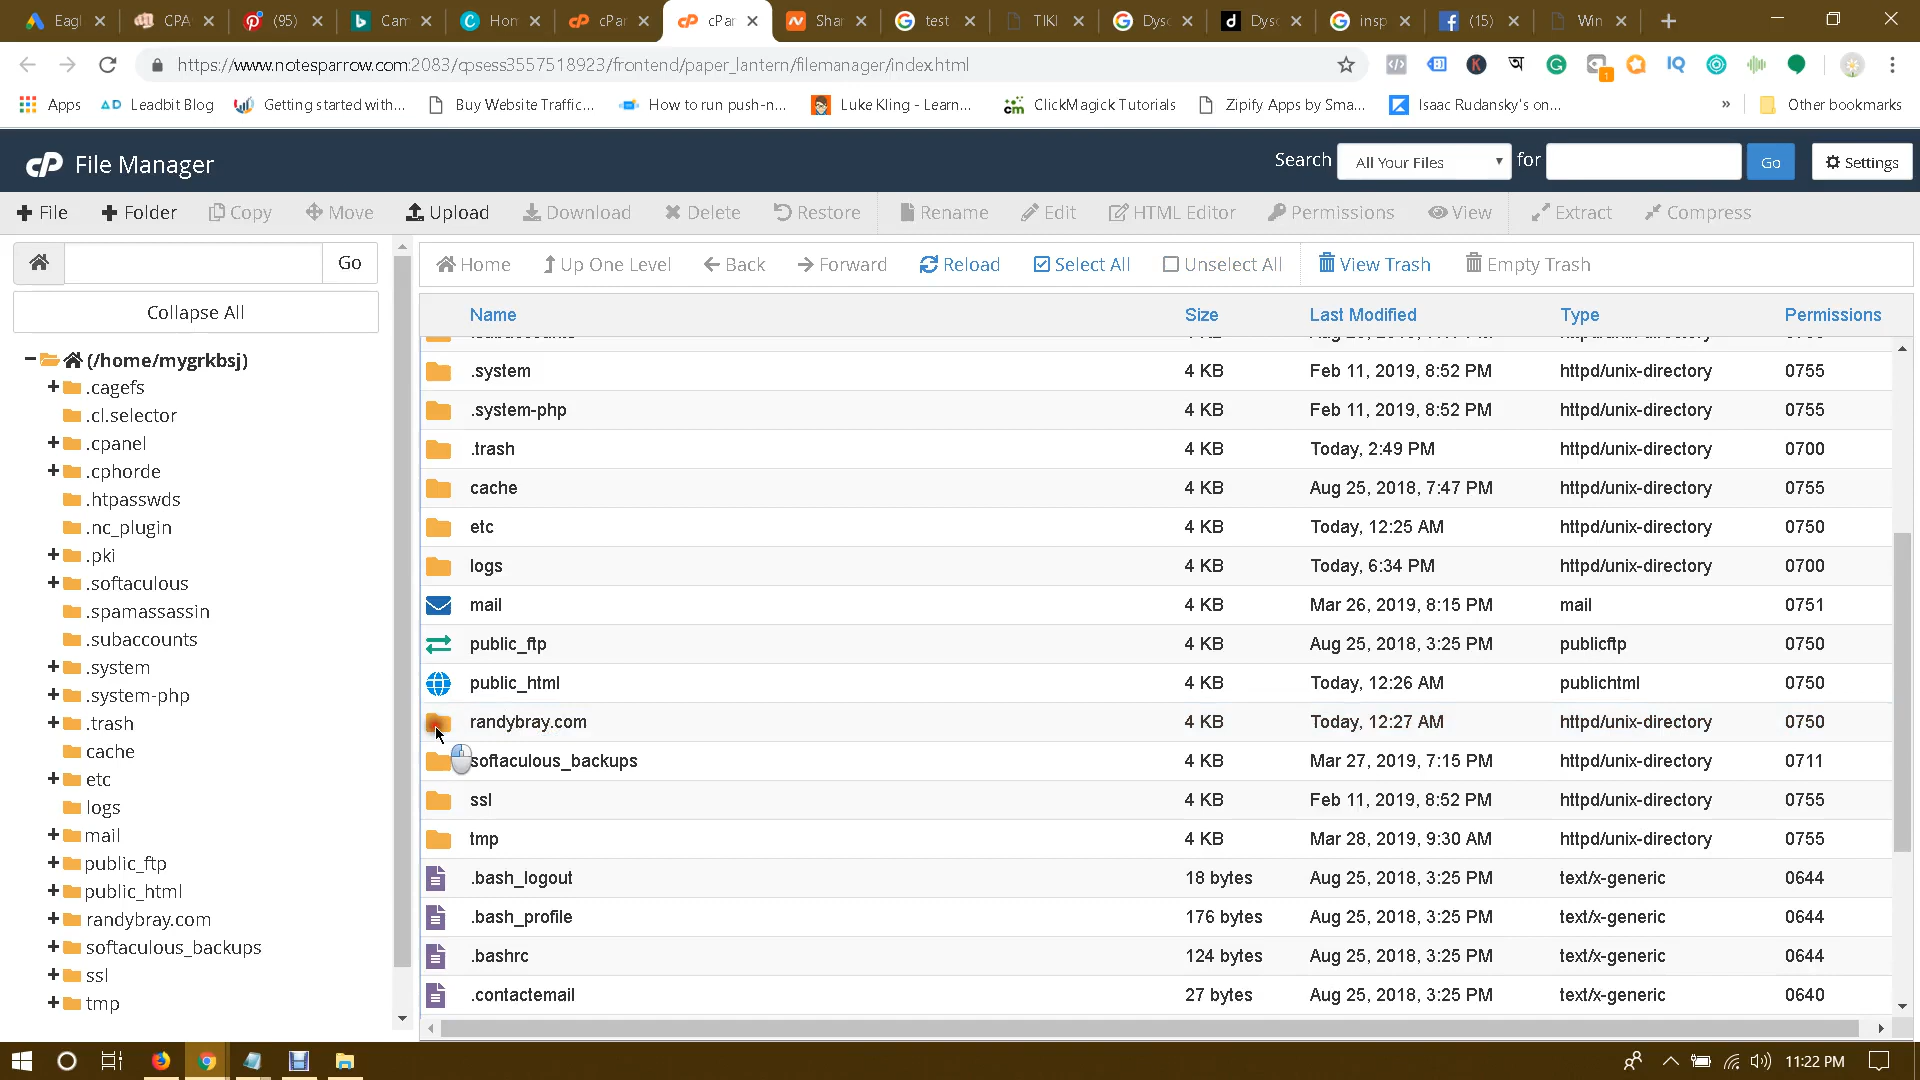 Eagl
CPA
(95)
Cam
Hon
cPar
cPar
Shar
test
TIKI
Dysc
Dysc
insp
(15)
Win
https://www.notesparrow.com:2083/cpsess3557518923/frontend/paper_lantern/filemanager/index.html
Apps
Leadbit Blog
Getting started with...
Buy Website Traffic...
How to run push-n...
Luke Kling - Learn...
ClickMagick Tutorials
Zipify Apps by Sma...
Isaac Rudansky's on...
»
Other bookmarks
File Manager
Search
All Your Files
for
Go
Settings
File
Folder
Copy
Move
Upload
Download
Delete
Restore
Rename
Edit
HTML Editor
Permissions
View
Extract
Compress
Go
Home
Up One Level
Back
Forward
Reload
Select All
Unselect All
View Trash
Empty Trash
Collapse All
(/home/mygrkbsj)
.cagefs
.cl.selector
.cpanel
.cphorde
.htpasswds
.nc_plugin
.pki
.softaculous
.spamassassin
.subaccounts
.system
.system-php
.trash
cache
etc
logs
mail
public_ftp
public_html
randybray.com
softaculous_backups
ssl
tmp
Name Size Last Modified Type Permissions
.system 4 KB Feb 11, 2019, 8:52 PM httpd/unix-directory 0755
.system-php 4 KB Feb 11, 2019, 8:52 PM httpd/unix-directory 0755
.trash 4 KB Today, 2:49 PM httpd/unix-directory 0700
cache 4 KB Aug 25, 2018, 7:47 PM httpd/unix-directory 0755
etc 4 KB Today, 12:25 AM httpd/unix-directory 0750
logs 4 KB Today, 6:34 PM httpd/unix-directory 0700
mail 4 KB Mar 26, 2019, 8:15 PM mail 0751
public_ftp 4 KB Aug 25, 2018, 3:25 PM publicftp 0750
public_html 4 KB Today, 12:26 AM publichtml 0750
randybray.com 4 KB Today, 12:27 AM httpd/unix-directory 0750
softaculous_backups 4 KB Mar 27, 2019, 7:15 PM httpd/unix-directory 0711
ssl 4 KB Feb 11, 2019, 8:52 PM httpd/unix-directory 0755
tmp 4 KB Mar 28, 2019, 9:30 AM httpd/unix-directory 0755
.bash_logout 18 bytes Aug 25, 2018, 3:25 PM text/x-generic 0644
.bash_profile 176 bytes Aug 25, 2018, 3:25 PM text/x-generic 0644
.bashrc 124 bytes Aug 25, 2018, 3:25 PM text/x-generic 0644
.contactemail 27 bytes Aug 25, 2018, 3:25 PM text/x-generic 0640
11:22 PM